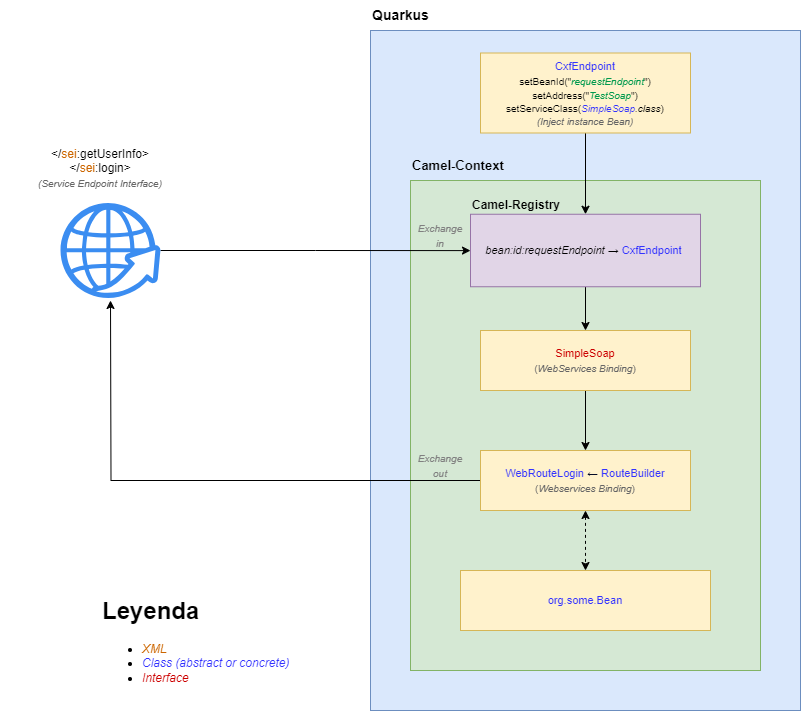 Quarkus
CxfEndpoint
setBeanId("requestEndpoint")
setAddress("TestSoap")
setServiceClass(SimpleSoap.class)
(Inject instance Bean)
</sei:getUserInfo>
</sei:login>
(Service Endpoint Interface)
Camel-Context
Camel-Registry
Exchange
in
bean:id:requestEndpoint → CxfEndpoint
SimpleSoap
(WebServices Binding)
Exchange
out
WebRouteLogin ← RouteBuilder
(Webservices Binding)
org.some.Bean
Leyenda
• XML
• Class (abstract or concrete)
• Interface